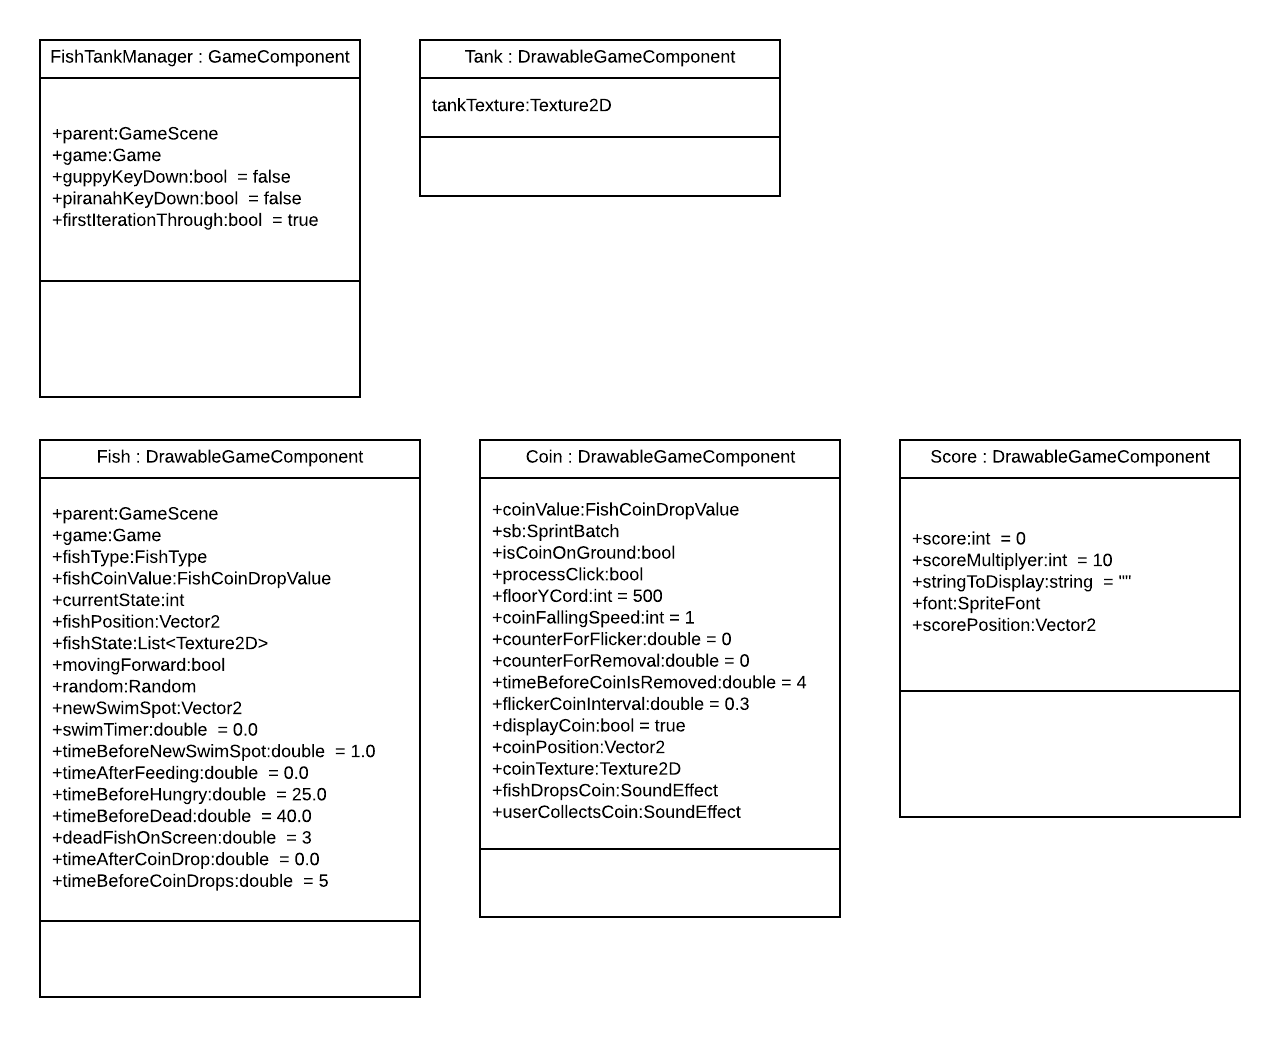 FishTankManager : GameComponent
+parent:GameScene
+game:Game
+guppyKeyDown:bool  = false
+piranahKeyDown:bool  = false
+firstIterationThrough:bool  = true
Tank : DrawableGameComponent
tankTexture:Texture2D
Fish : DrawableGameComponent
+parent:GameScene
+game:Game
+fishType:FishType
+fishCoinValue:FishCoinDropValue
+currentState:int
+fishPosition:Vector2
+fishState:List<Texture2D>
+movingForward:bool
+random:Random
+newSwimSpot:Vector2
+swimTimer:double  = 0.0
+timeBeforeNewSwimSpot:double  = 1.0
+timeAfterFeeding:double  = 0.0
+timeBeforeHungry:double  = 25.0
+timeBeforeDead:double  = 40.0
+deadFishOnScreen:double  = 3
+timeAfterCoinDrop:double  = 0.0
+timeBeforeCoinDrops:double  = 5
Coin : DrawableGameComponent
+coinValue:FishCoinDropValue
+sb:SprintBatch
+isCoinOnGround:bool
+processClick:bool
+floorYCord:int = 500
+coinFallingSpeed:int = 1
+counterForFlicker:double = 0
+counterForRemoval:double = 0
+timeBeforeCoinIsRemoved:double = 4
+flickerCoinInterval:double = 0.3
+displayCoin:bool = true
+coinPosition:Vector2
+coinTexture:Texture2D
+fishDropsCoin:SoundEffect
+userCollectsCoin:SoundEffect
Score : DrawableGameComponent
+score:int  = 0
+scoreMultiplyer:int  = 10
+stringToDisplay:string  = ""
+font:SpriteFont
+scorePosition:Vector2